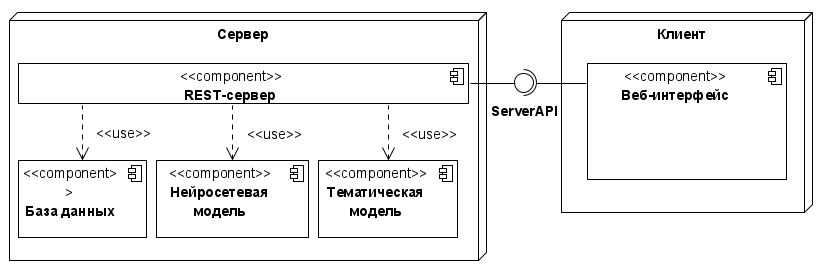 Сервер
<<component>>
REST-сервер
<<use>>
<<use>>
<<use>>
<<component>
>
База данных
<<component>>
Нейросетевая
модель
<<component>>
Тематическая
модель
ServerAPI
Клиент
<<component>>
Веб-интерфейс